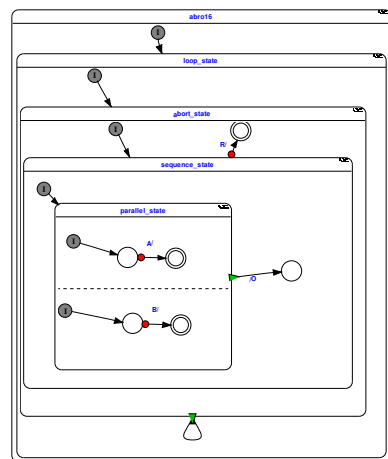 abro16
I
loop_state
I
abort_state
I
R/
sequence_state
I
parallel_state
A/
I
/O
B/
I